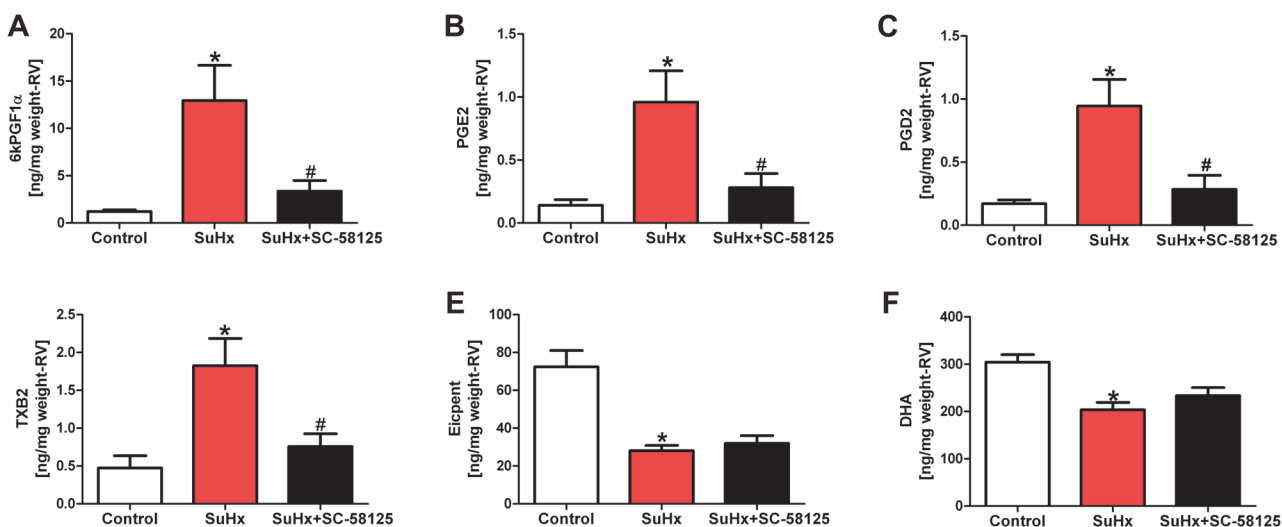 A
6kPGF1α
[ng/mg weight-RV]
20
15
10
5
0
*
#
Control
SuHx
SuHx+SC-58125
B
PGE2
[ng/mg weight-RV]
1.5
1.0
0.5
0.0
*
#
Control
SuHx
SuHx+SC-58125
C
PGD2
[ng/mg weight-RV]
1.5
1.0
0.5
0.0
*
#
Control
SuHx
SuHx+SC-58125
TXB2
[ng/mg weight-RV]
2.5
2.0
1.5
1.0
0.5
0.0
*
#
Control
SuHx
SuHx+SC-58125
E
Eicpent
[ng/mg weight-RV]
100
80
60
40
20
0
*
Control
SuHx
SuHx+SC-58125
F
DHA
[ng/mg weight-RV]
400
300
200
100
0
*
Control
SuHx
SuHx+SC-58125